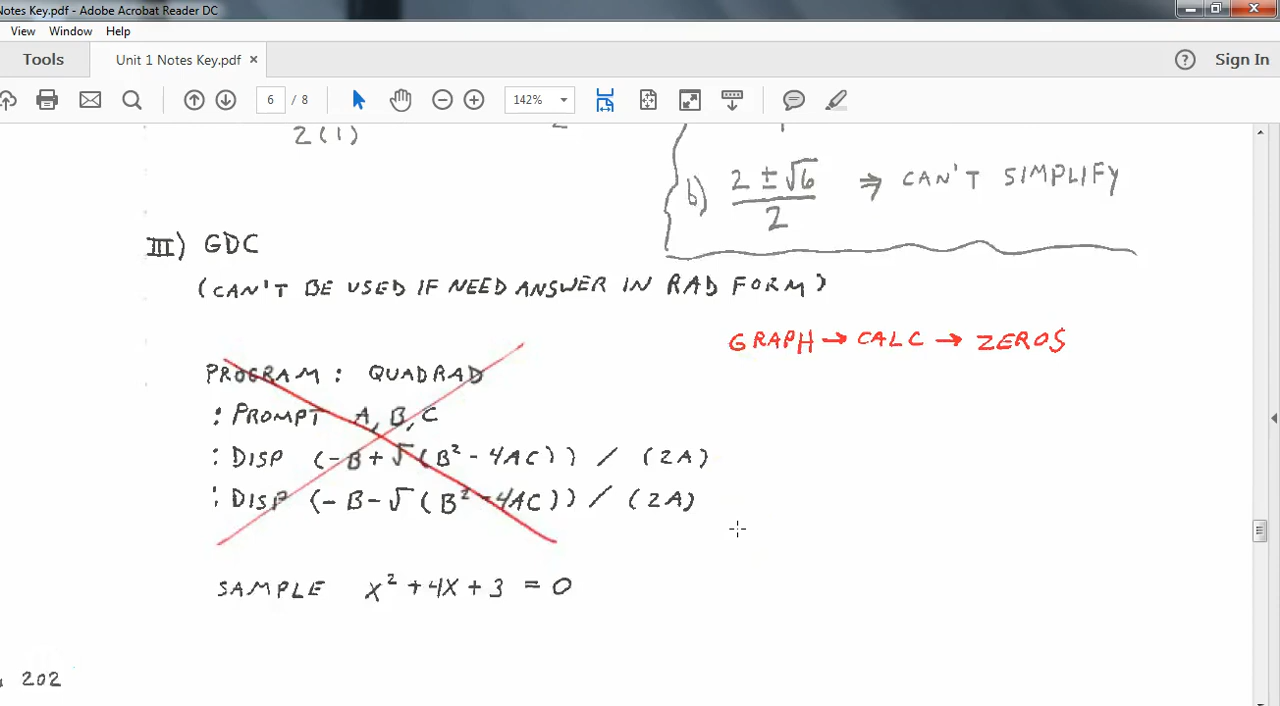 Notes Key.pdf - Adobe Acrobat Reader DC
View Window Help
Tools Unit 1 Notes Key.pdf × Sign In
6 / 8 142%
2(1)
b) 2 ± √6 / 2 ⇒ CAN'T SIMPLIFY
III) GDC
(CAN'T BE USED IF NEED ANSWER IN RAD FORM)
GRAPH → CALC → ZEROS
PROGRAM : QUADRAD
: PROMPT A, B, C
: DISP (-B + √(B² - 4AC)) / (2A)
: DISP (-B - √(B² - 4AC)) / (2A)
SAMPLE X² + 4X + 3 = 0
202